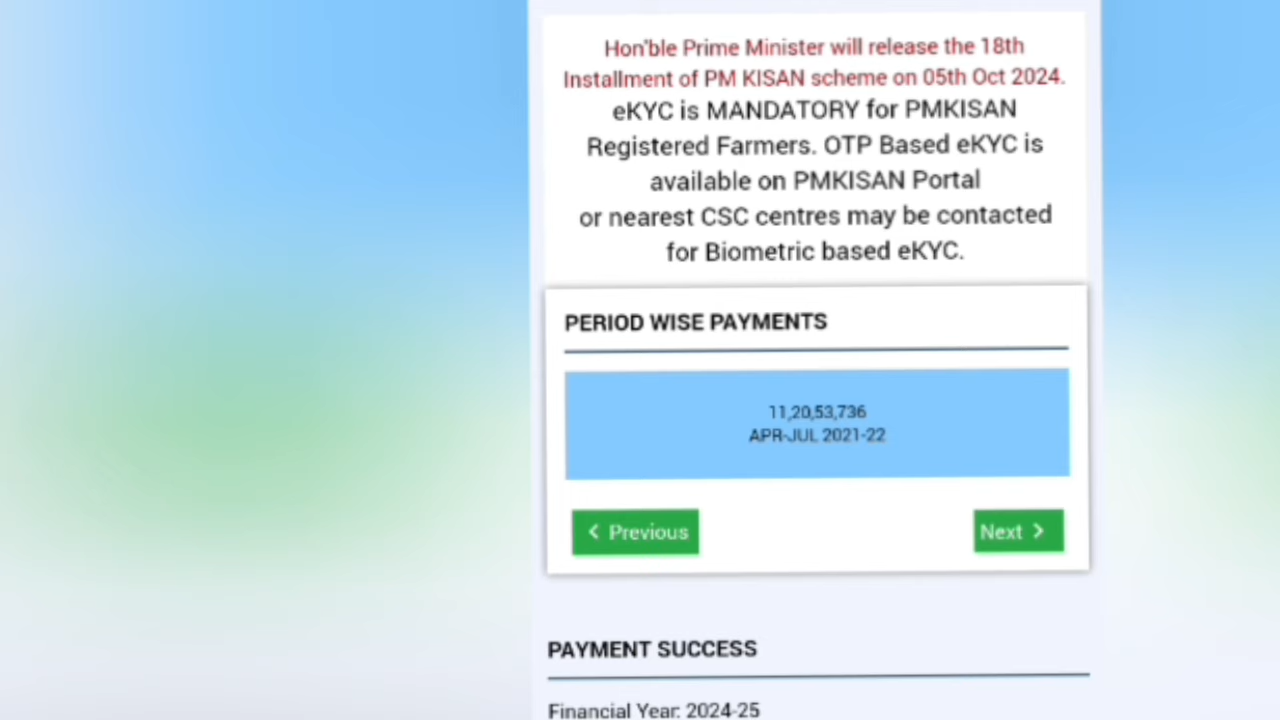 Hon'ble Prime Minister will release the 18th
Installment of PM KISAN scheme on 05th Oct 2024.
eKYC is MANDATORY for PMKISAN
Registered Farmers. OTP Based eKYC is
available on PMKISAN Portal
or nearest CSC centres may be contacted
for Biometric based eKYC.
PERIOD WISE PAYMENTS
11,20,53,736
APR-JUL 2021-22
Previous
Next
PAYMENT SUCCESS
Financial Year: 2024-25